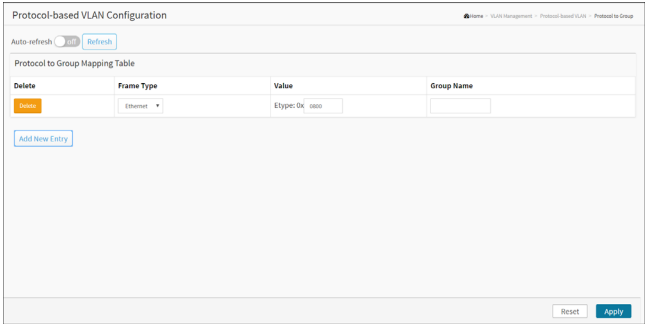 Protocol-based VLAN Configuration
Home > VLAN Management > Protocol-based VLAN > Protocol to Group
Auto-refresh off Refresh
Protocol to Group Mapping Table
Delete Frame Type Value Group Name
Delete Ethernet Etype: 0x 0800
Add New Entry
Reset Apply